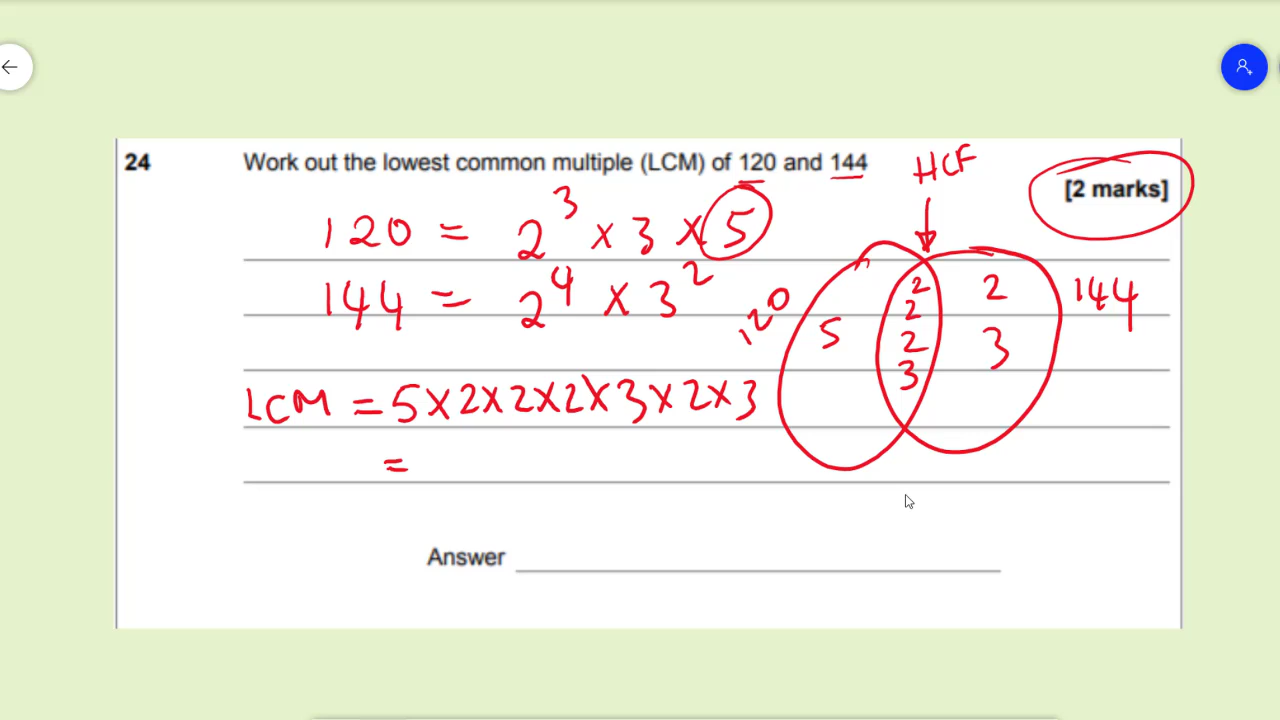 24 Work out the lowest common multiple (LCM) of 120 and 144
HCF
[2 marks]
120 = 2³ × 3 × 5
144 = 2⁴ × 3²
120
5
2
2
2
3
2
3
144
LCM = 5×2×2×2×3×2×3
=
Answer